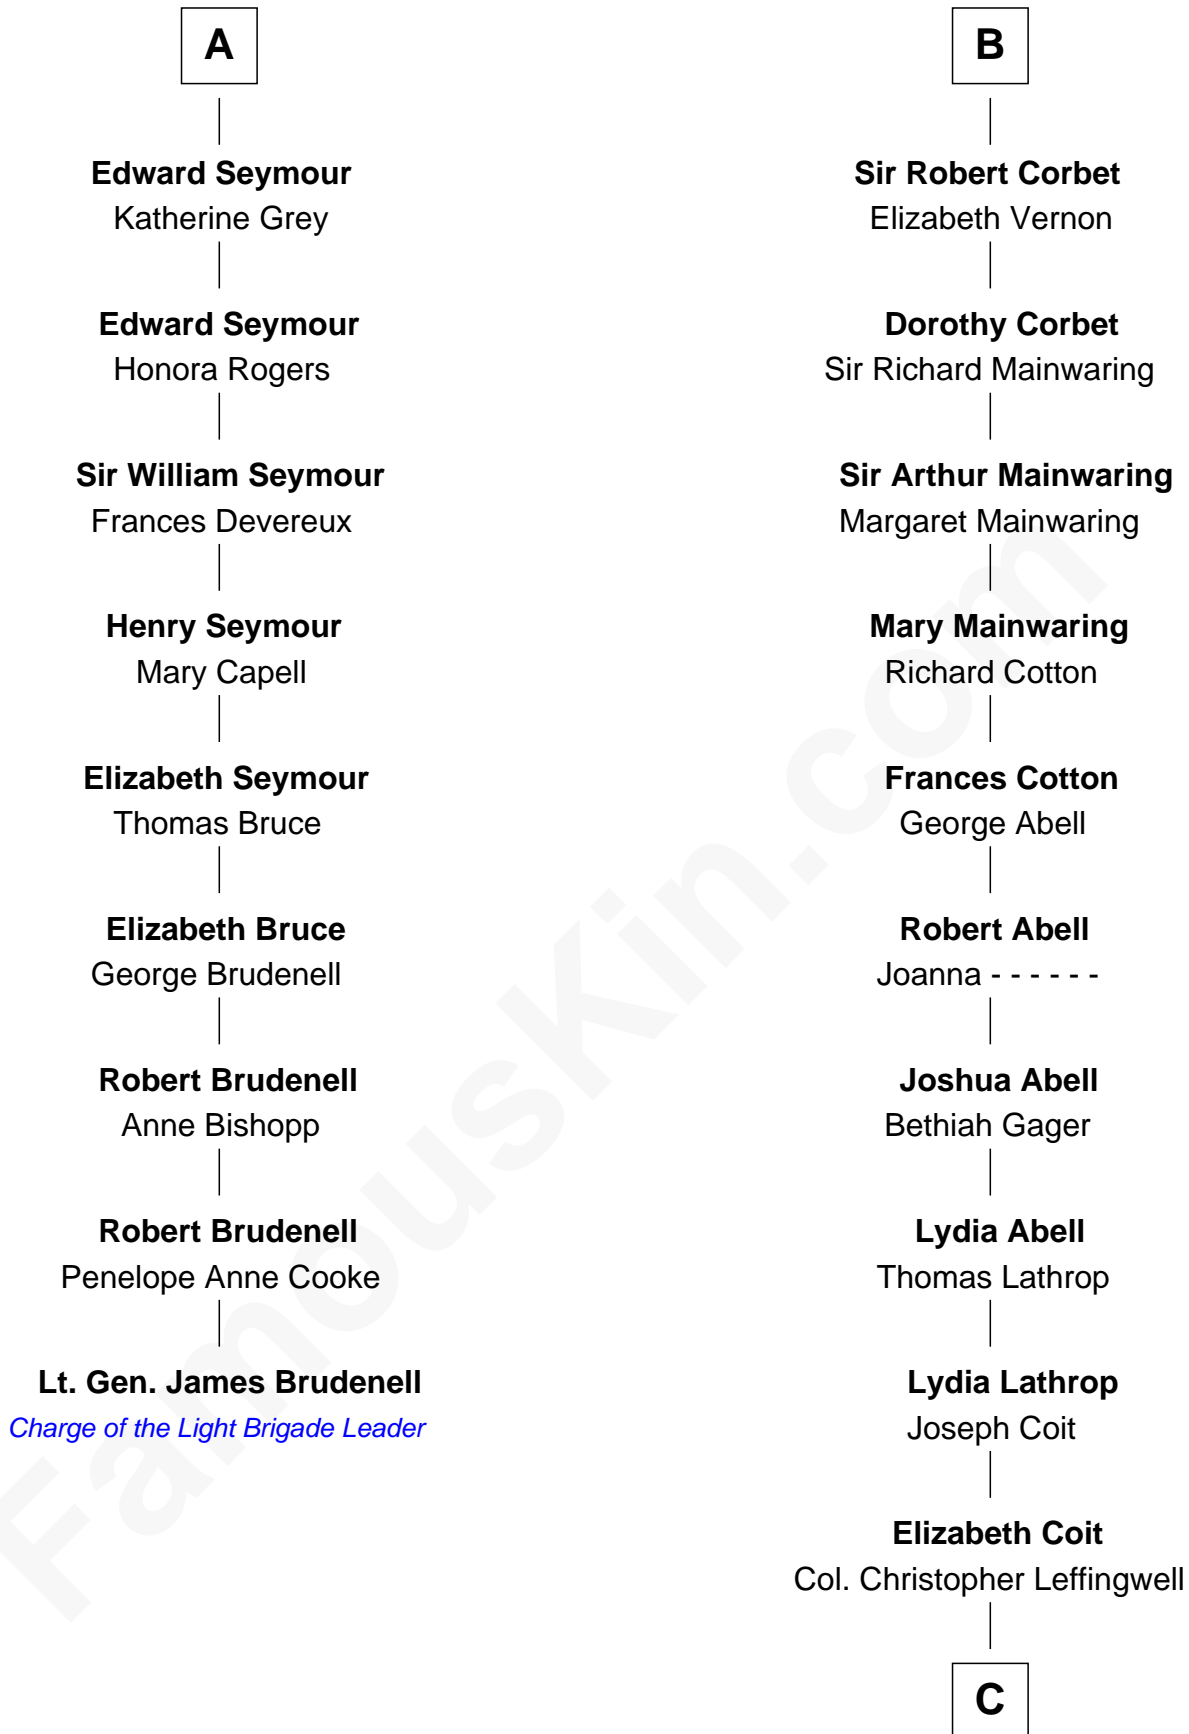 A
Edward Seymour
Katherine Grey
Edward Seymour
Honora Rogers
Sir William Seymour
Frances Devereux
Henry Seymour
Mary Capell
Elizabeth Seymour
Thomas Bruce
Elizabeth Bruce
George Brudenell
Robert Brudenell
Anne Bishopp
Robert Brudenell
Penelope Anne Cooke
Lt. Gen. James Brudenell
Charge of the Light Brigade Leader
B
Sir Robert Corbet
Elizabeth Vernon
Dorothy Corbet
Sir Richard Mainwaring
Sir Arthur Mainwaring
Margaret Mainwaring
Mary Mainwaring
Richard Cotton
Frances Cotton
George Abell
Robert Abell
Joanna - - - - - -
Joshua Abell
Bethiah Gager
Lydia Abell
Thomas Lathrop
Lydia Lathrop
Joseph Coit
Elizabeth Coit
Col. Christopher Leffingwell
C
FamousKin.com